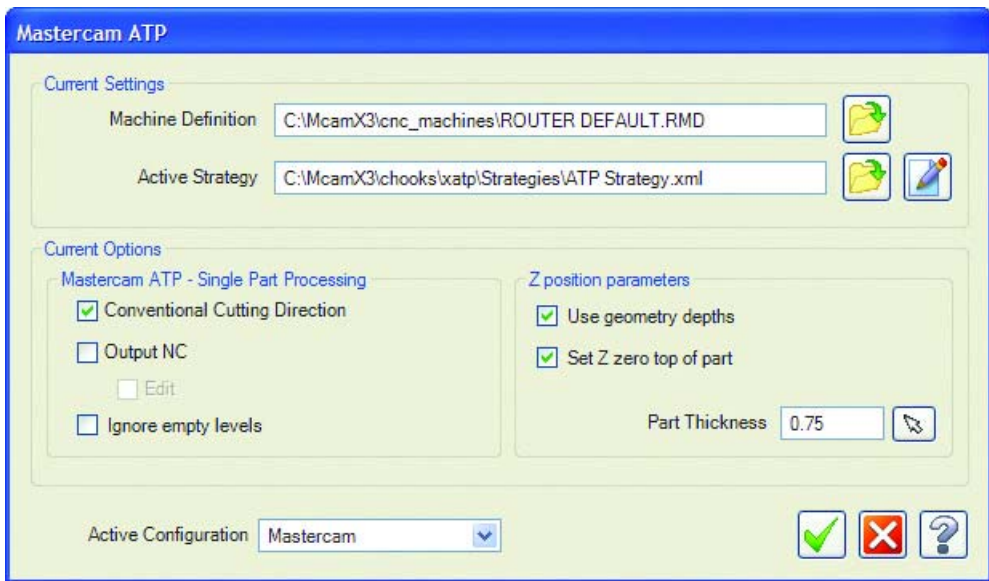 Mastercam ATP
Current Settings
Machine Definition C:\McamX3\cnc_machines\ROUTER DEFAULT.RMD
Active Strategy C:\McamX3\chooks\xatp\Strategies\ATP Strategy.xml
Current Options
Mastercam ATP - Single Part Processing
Conventional Cutting Direction
Output NC
Edit
Ignore empty levels
Z position parameters
Use geometry depths
Set Z zero top of part
Part Thickness 0.75
Active Configuration Mastercam